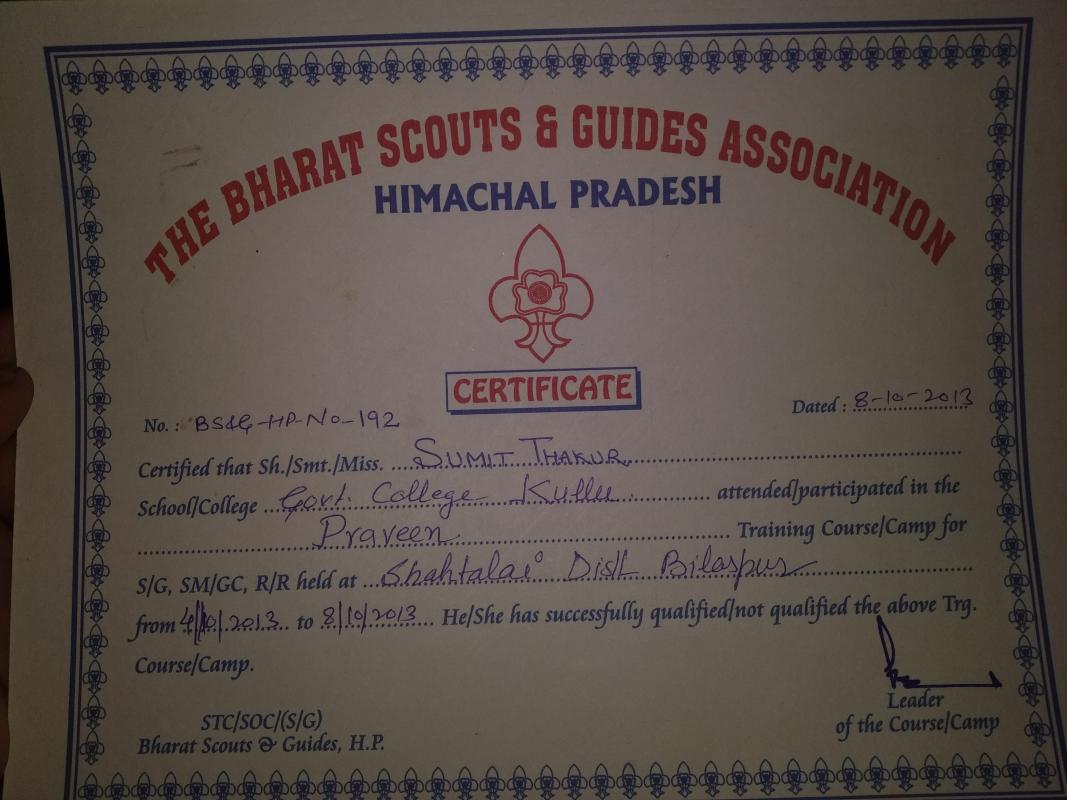 THE BHARAT SCOUTS & GUIDES ASSOCIATION
HIMACHAL PRADESH
CERTIFICATE
No. : BS&G-HP-No-192 Dated : 8-10-2013
Certified that Sh./Smt./Miss. SUMIT THAKUR
School/College Govt. College Kullu attended/participated in the
Praveen Training Course/Camp for
S/G, SM/GC, R/R held at Shahtalai Distt Bilaspur
from 4/10/2013 to 8/10/2013 He/She has successfully qualified/not qualified the above Trg.
Course/Camp.
Leader
STC/SOC/(S/G) of the Course/Camp
Bharat Scouts & Guides, H.P.